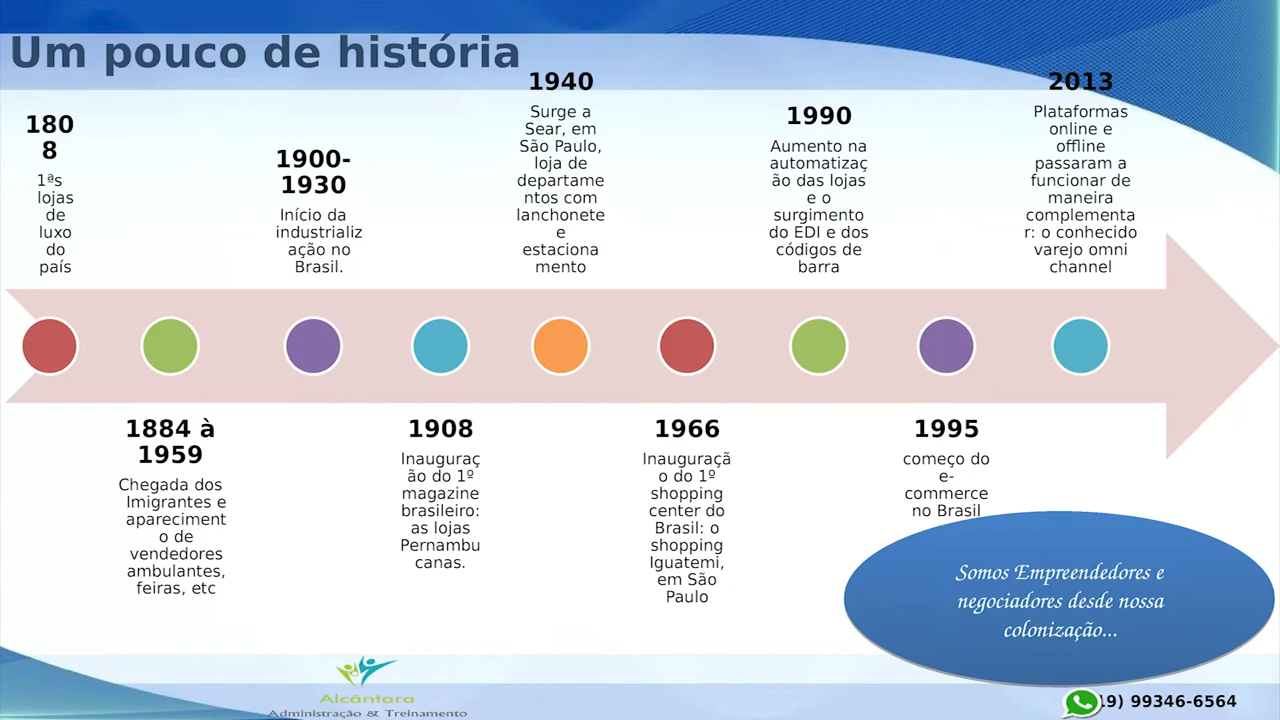 Um pouco de história
180
8
1ªs
lojas
de
luxo
do
país
1884 à
1959
Chegada dos
Imigrantes e
apareciment
o de
vendedores
ambulantes,
feiras, etc
1900-
1930
Início da
industrializ
ação no
Brasil.
1908
Inauguraç
ão do 1º
magazine
brasileiro:
as lojas
Pernambu
canas.
1940
Surge a
Sear, em
São Paulo,
loja de
departame
ntos com
lanchonete
e
estaciona
mento
1966
Inauguraçã
o do 1º
shopping
center do
Brasil: o
shopping
Iguatemi,
em São
Paulo
1990
Aumento na
automatizaç
ão das lojas
e o
surgimento
do EDI e dos
códigos de
barra
1995
começo do
e-
commerce
no Brasil
2013
Plataformas
online e
offline
passaram a
funcionar de
maneira
complementa
r: o conhecido
varejo omni
channel
Somos Empreendedores e
negociadores desde nossa
colonização...
Alcântara
Administração & Treinamento
19) 99346-6564